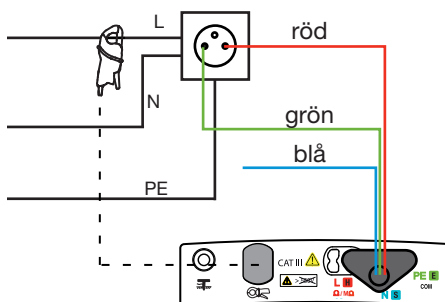 L
röd
N
grön
blå
PE
CAT III
L H
Ω/MΩ
N S
PE E
COM